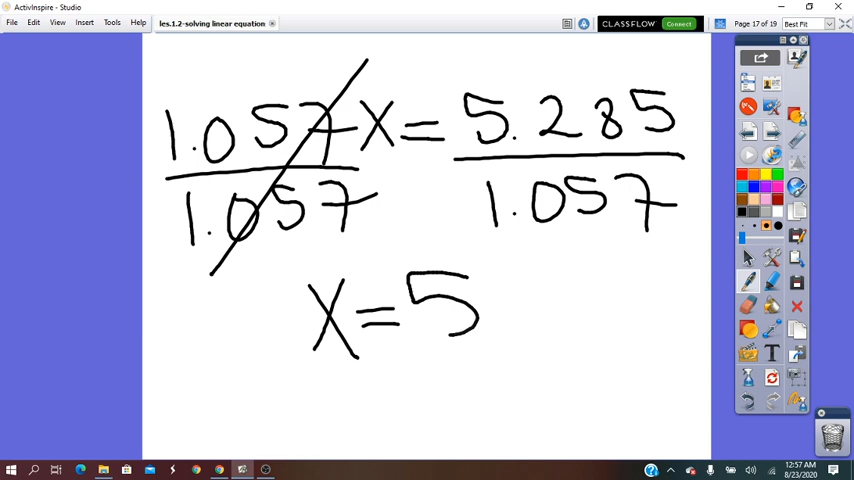 ActivInspire - Studio
File Edit View Insert Tools Help les.1.2-solving linear equation CLASSFLOW Connect Page 17 of 19 Best Fit
1.057x = 5.285
1.057 1.057
x = 5
12:57 AM
8/23/2020